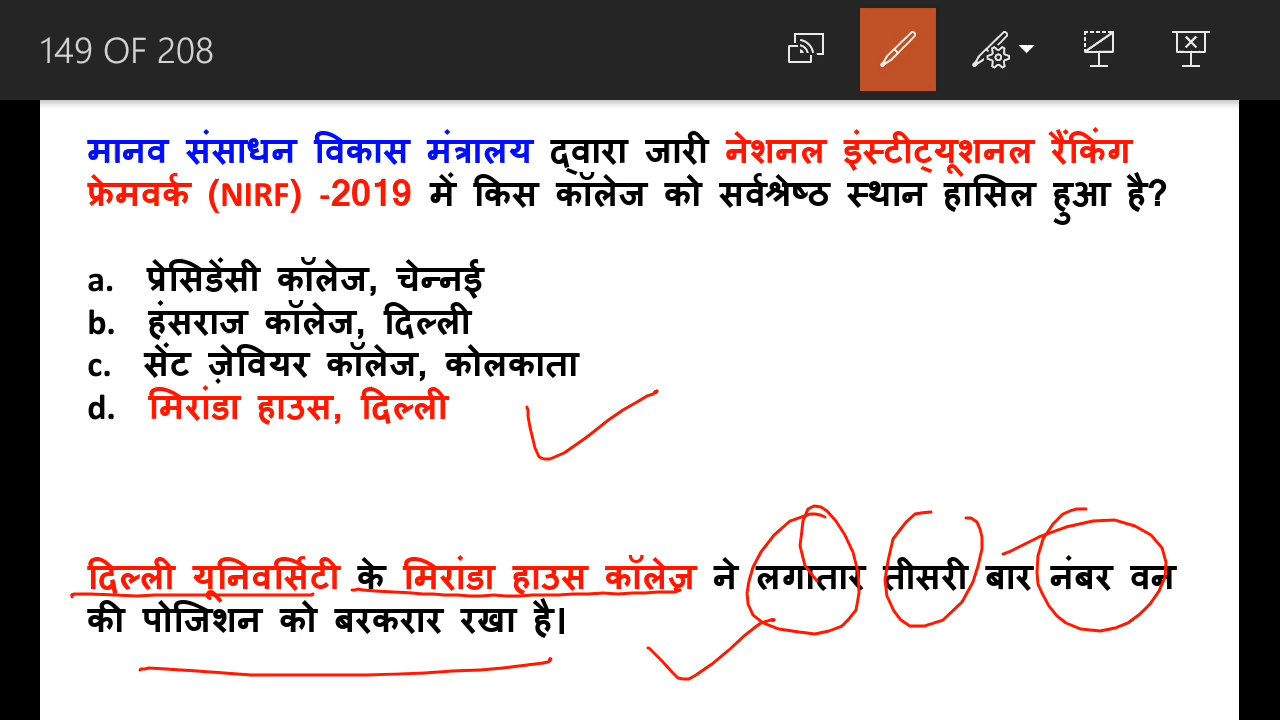 149 OF 208
मानव संसाधन विकास मंत्रालय द्वारा जारी नेशनल इंस्टीट्यूशनल रैंकिंग
फ्रेमवर्क (NIRF) -2019 में किस कॉलेज को सर्वश्रेष्ठ स्थान हासिल हुआ है?
a. प्रेसिडेंसी कॉलेज, चेन्नई
b. हंसराज कॉलेज, दिल्ली
c. सेंट ज़ेवियर कॉलेज, कोलकाता
d. मिरांडा हाउस, दिल्ली
दिल्ली यूनिवर्सिटी के मिरांडा हाउस कॉलेज ने लगातार तीसरी बार नंबर वन
की पोजिशन को बरकरार रखा है।